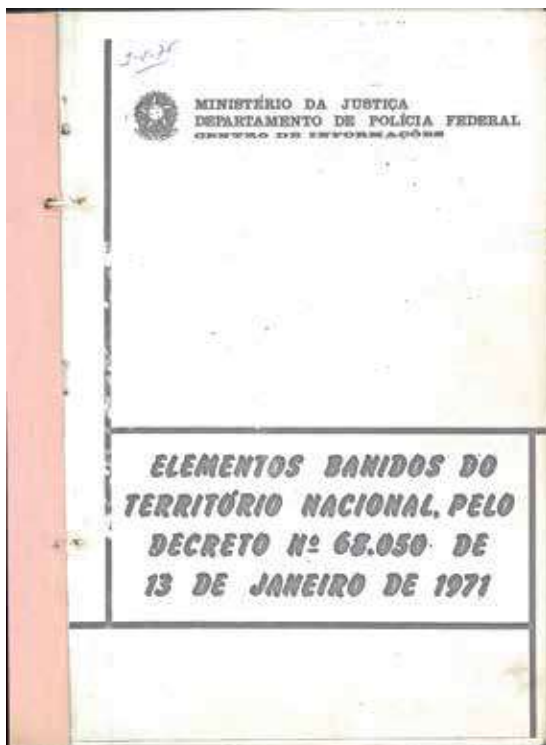 MINISTÉRIO DA JUSTIÇA
DEPARTAMENTO DE POLÍCIA FEDERAL
CENTRO DE INFORMAÇÕES
ELEMENTOS BANIDOS DO
TERRITÓRIO NACIONAL, PELO
DECRETO Nº 68.050 DE
13 DE JANEIRO DE 1971